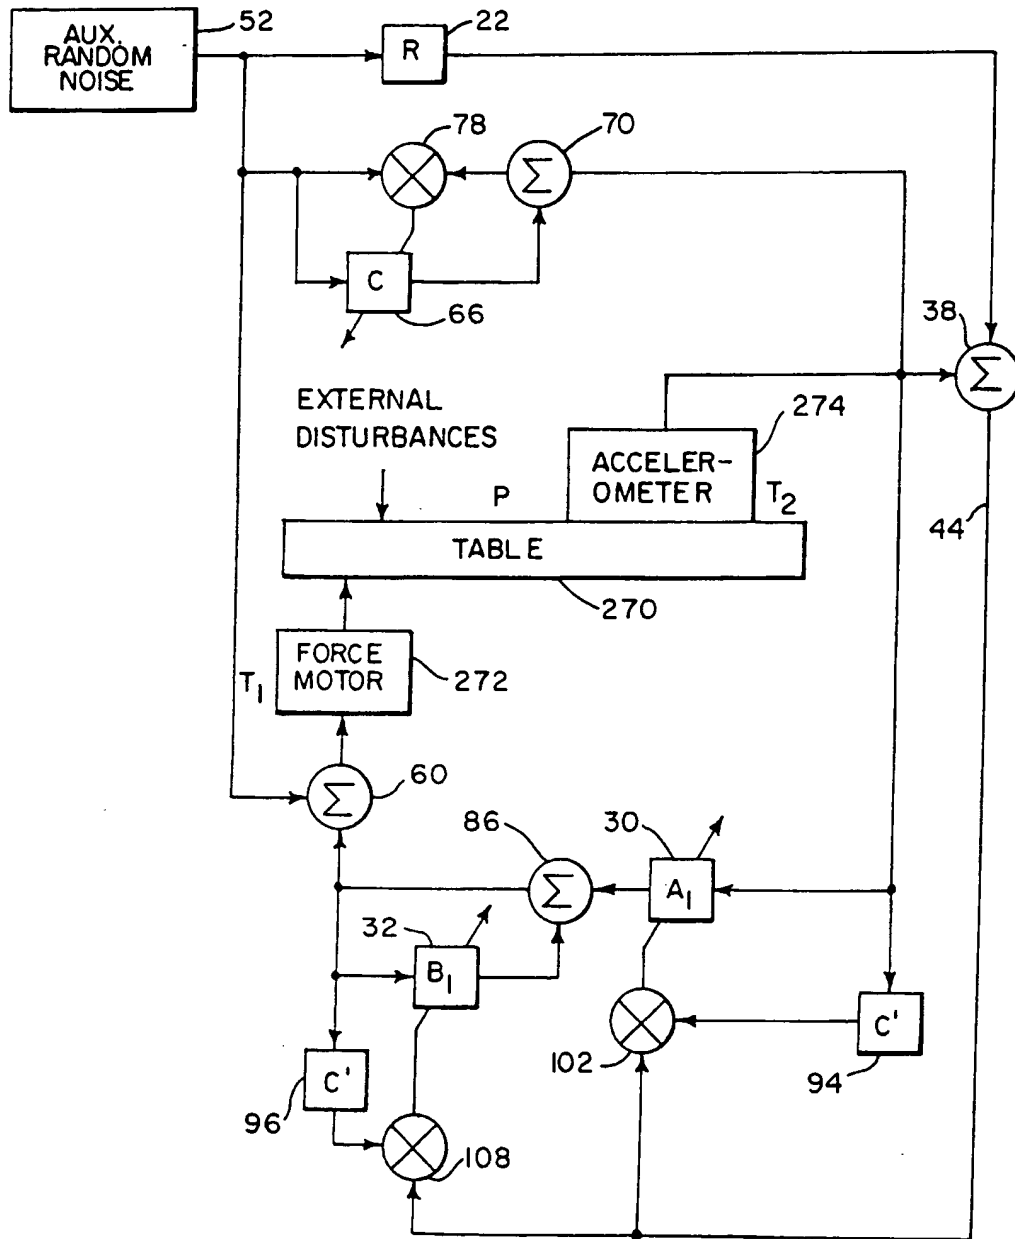 52
AUX.
RANDOM
NOISE
R
22
78
70
Σ
C
66
38
Σ
EXTERNAL
DISTURBANCES
274
ACCELER-
OMETER
P
T2
44
TABLE
270
FORCE
MOTOR
T1
272
Σ
60
86
30
Σ
A1
32
B1
C'
96
102
C'
94
108